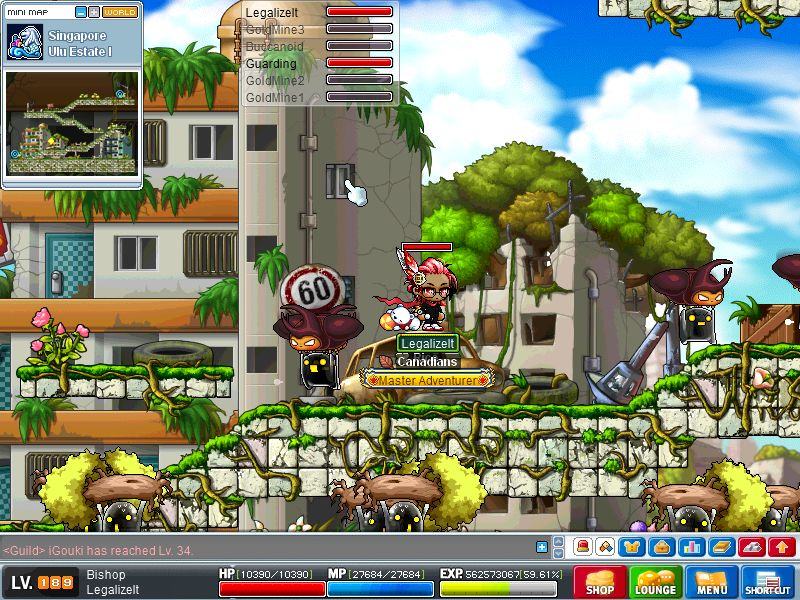 MINI MAP
WORLD
Singapore
Ulu Estate I
LegalizeIt
GoldMine3
Buccanoid
Guarding
GoldMine2
GoldMine1
60
LegalizeIt
Canadians
Master Adventurer
<Guild> iGouki has reached Lv. 34.
LV. 189
Bishop
LegalizeIt
HP[10390/10390]
MP[27684/27684]
EXP 562573067[59.61%]
SHOP
LOUNGE
MENU
SHORTCUT